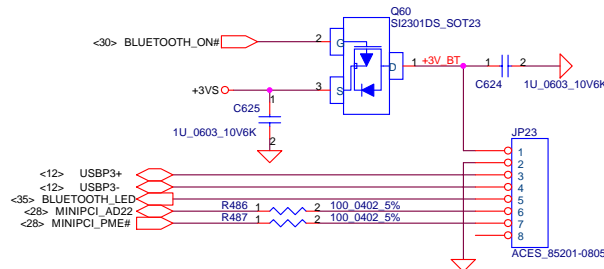 Q60
SI2301DS_SOT23
<30> BLUETOOTH_ON#
2
G
D
1
+3V_BT
1
2
C624
1U_0603_10V6K
+3VS
3
S
1
C625
1U_0603_10V6K
2
JP23
1
2
<12> USBP3+
3
<12> USBP3-
4
<35> BLUETOOTH_LED
5
<28> MINIPCI_AD22
R486 1 2 100_0402_5%
6
<28> MINIPCI_PME#
R487 1 2 100_0402_5%
7
8
ACES_85201-0805